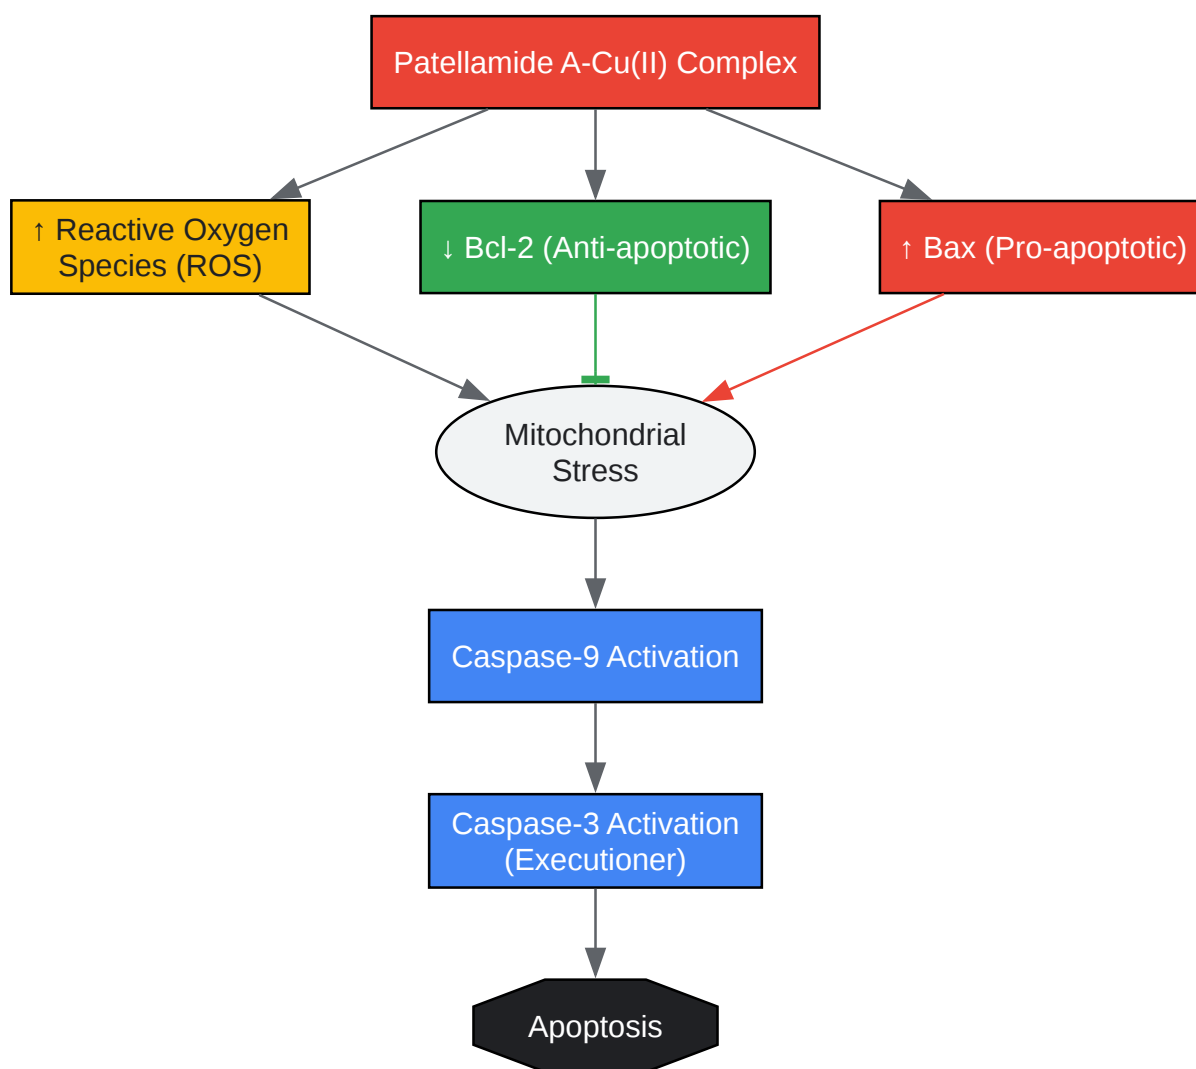 Patellamide A-Cu(II) Complex
↑ Reactive Oxygen
Species (ROS)
↓ Bcl-2 (Anti-apoptotic)
↑ Bax (Pro-apoptotic)
Mitochondrial
Stress
Caspase-9 Activation
Caspase-3 Activation
(Executioner)
Apoptosis